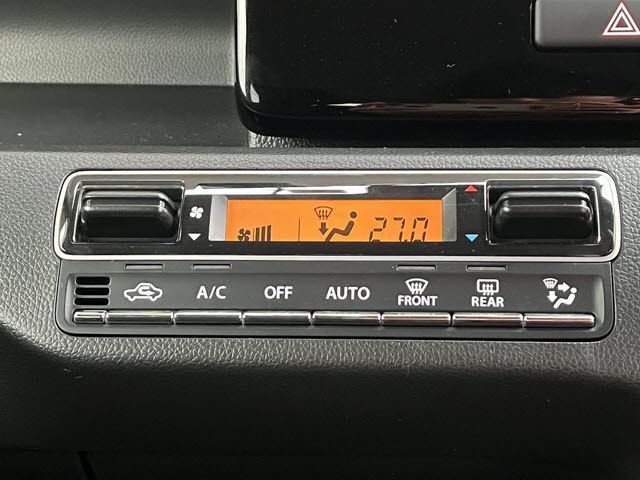 27.0
A/C OFF AUTO FRONT REAR